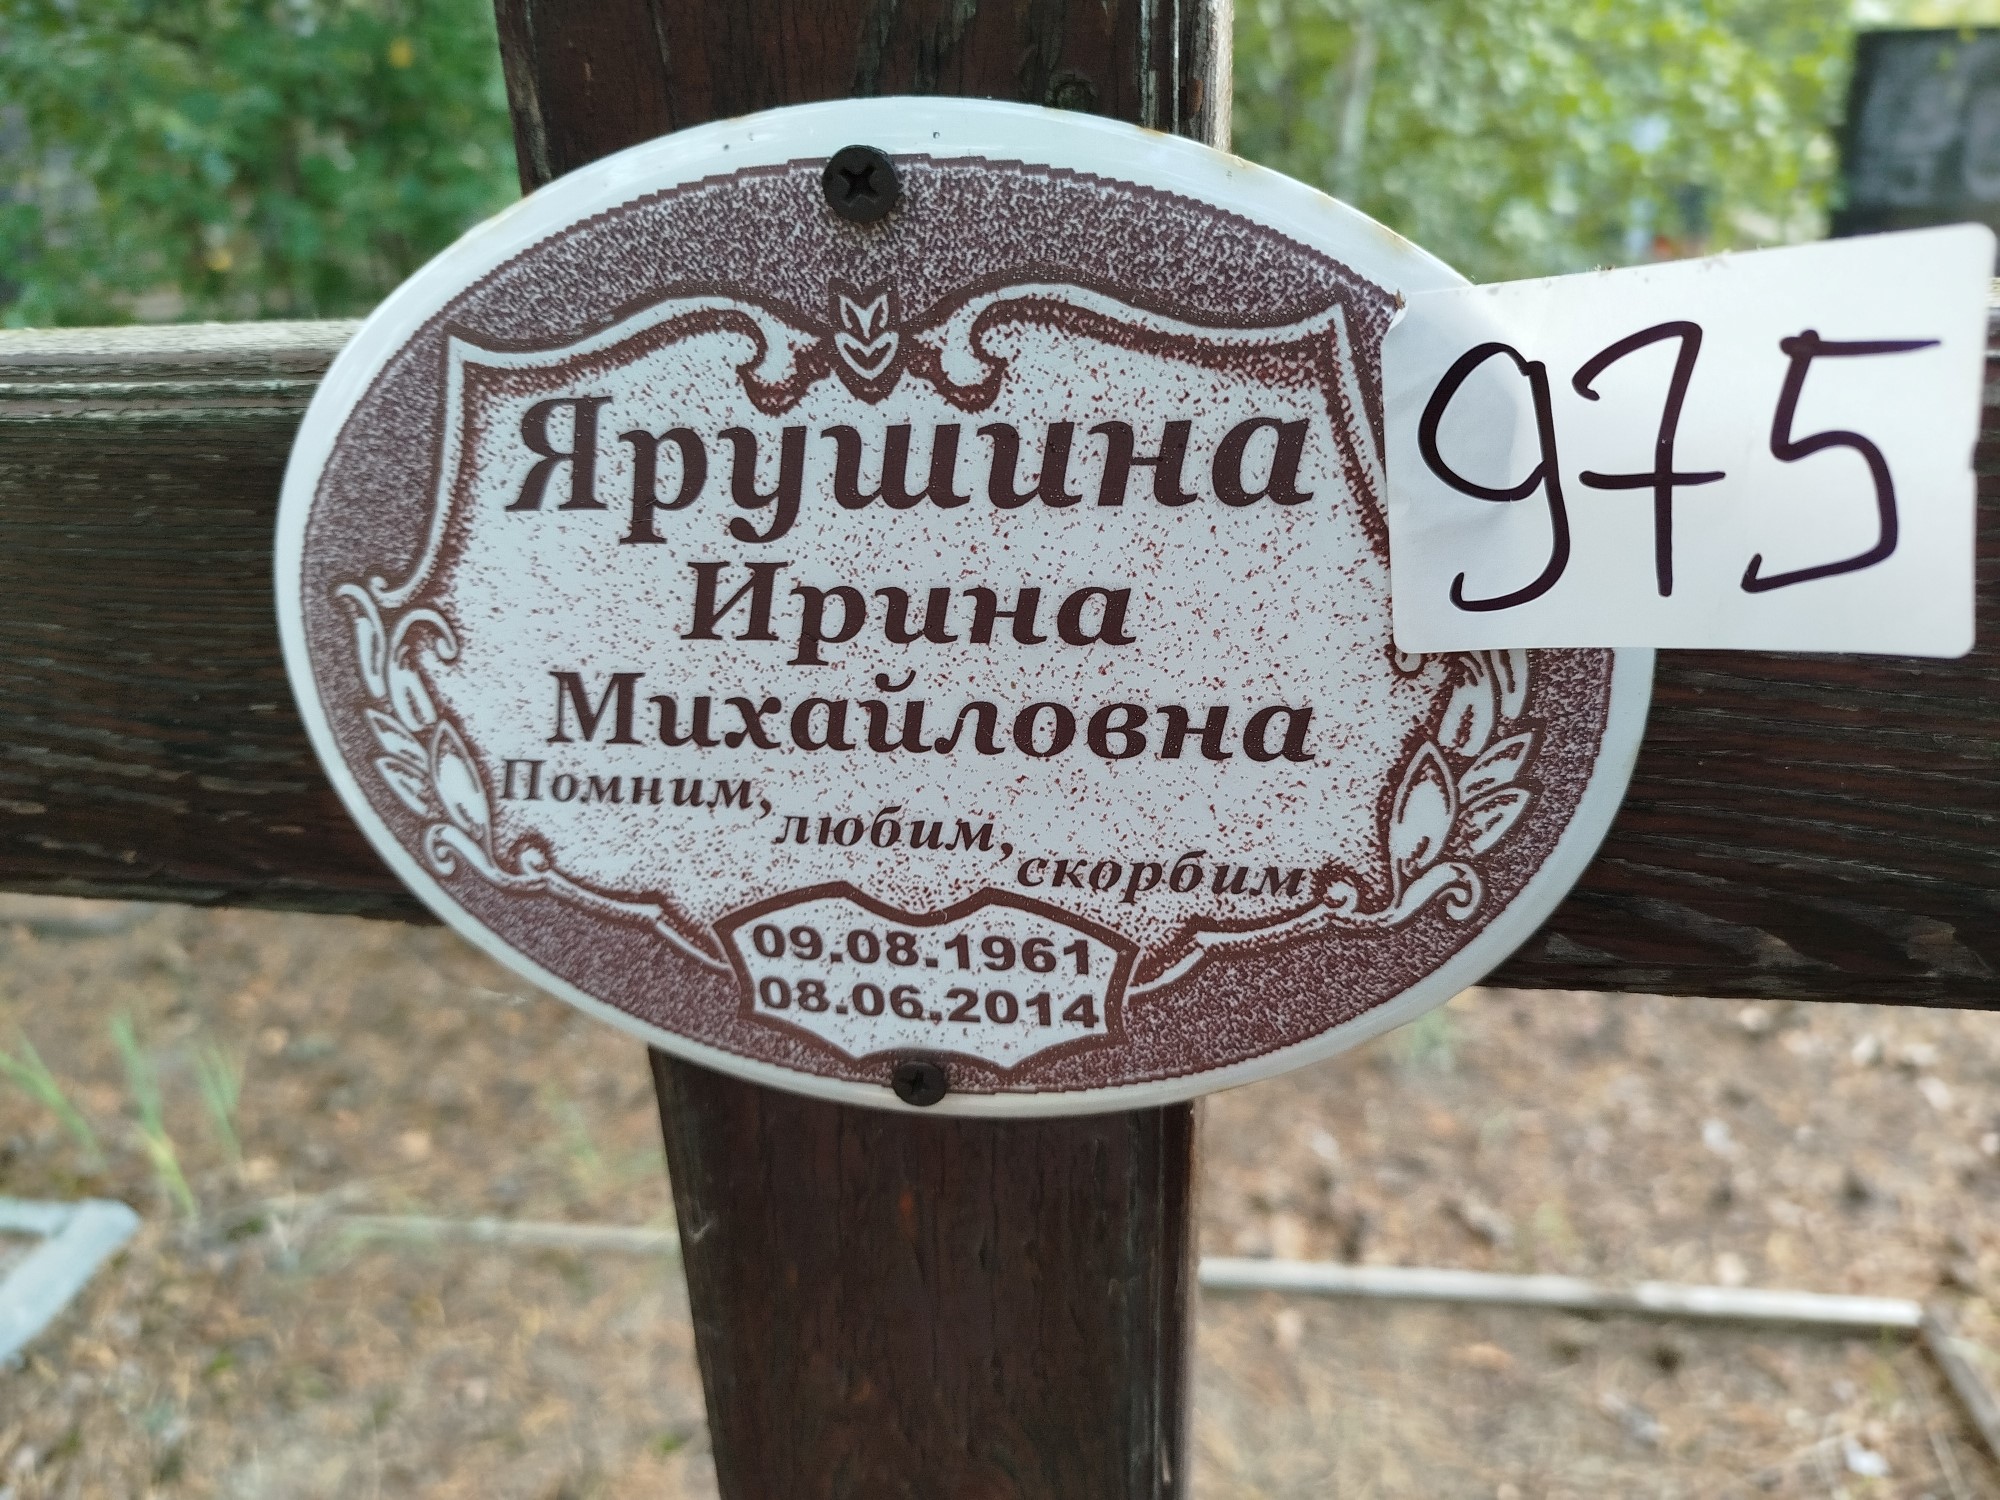 Ярушина
Ирина
Михайловна
Помним, любим, скорбим
09.08.1961
08.06.2014
975